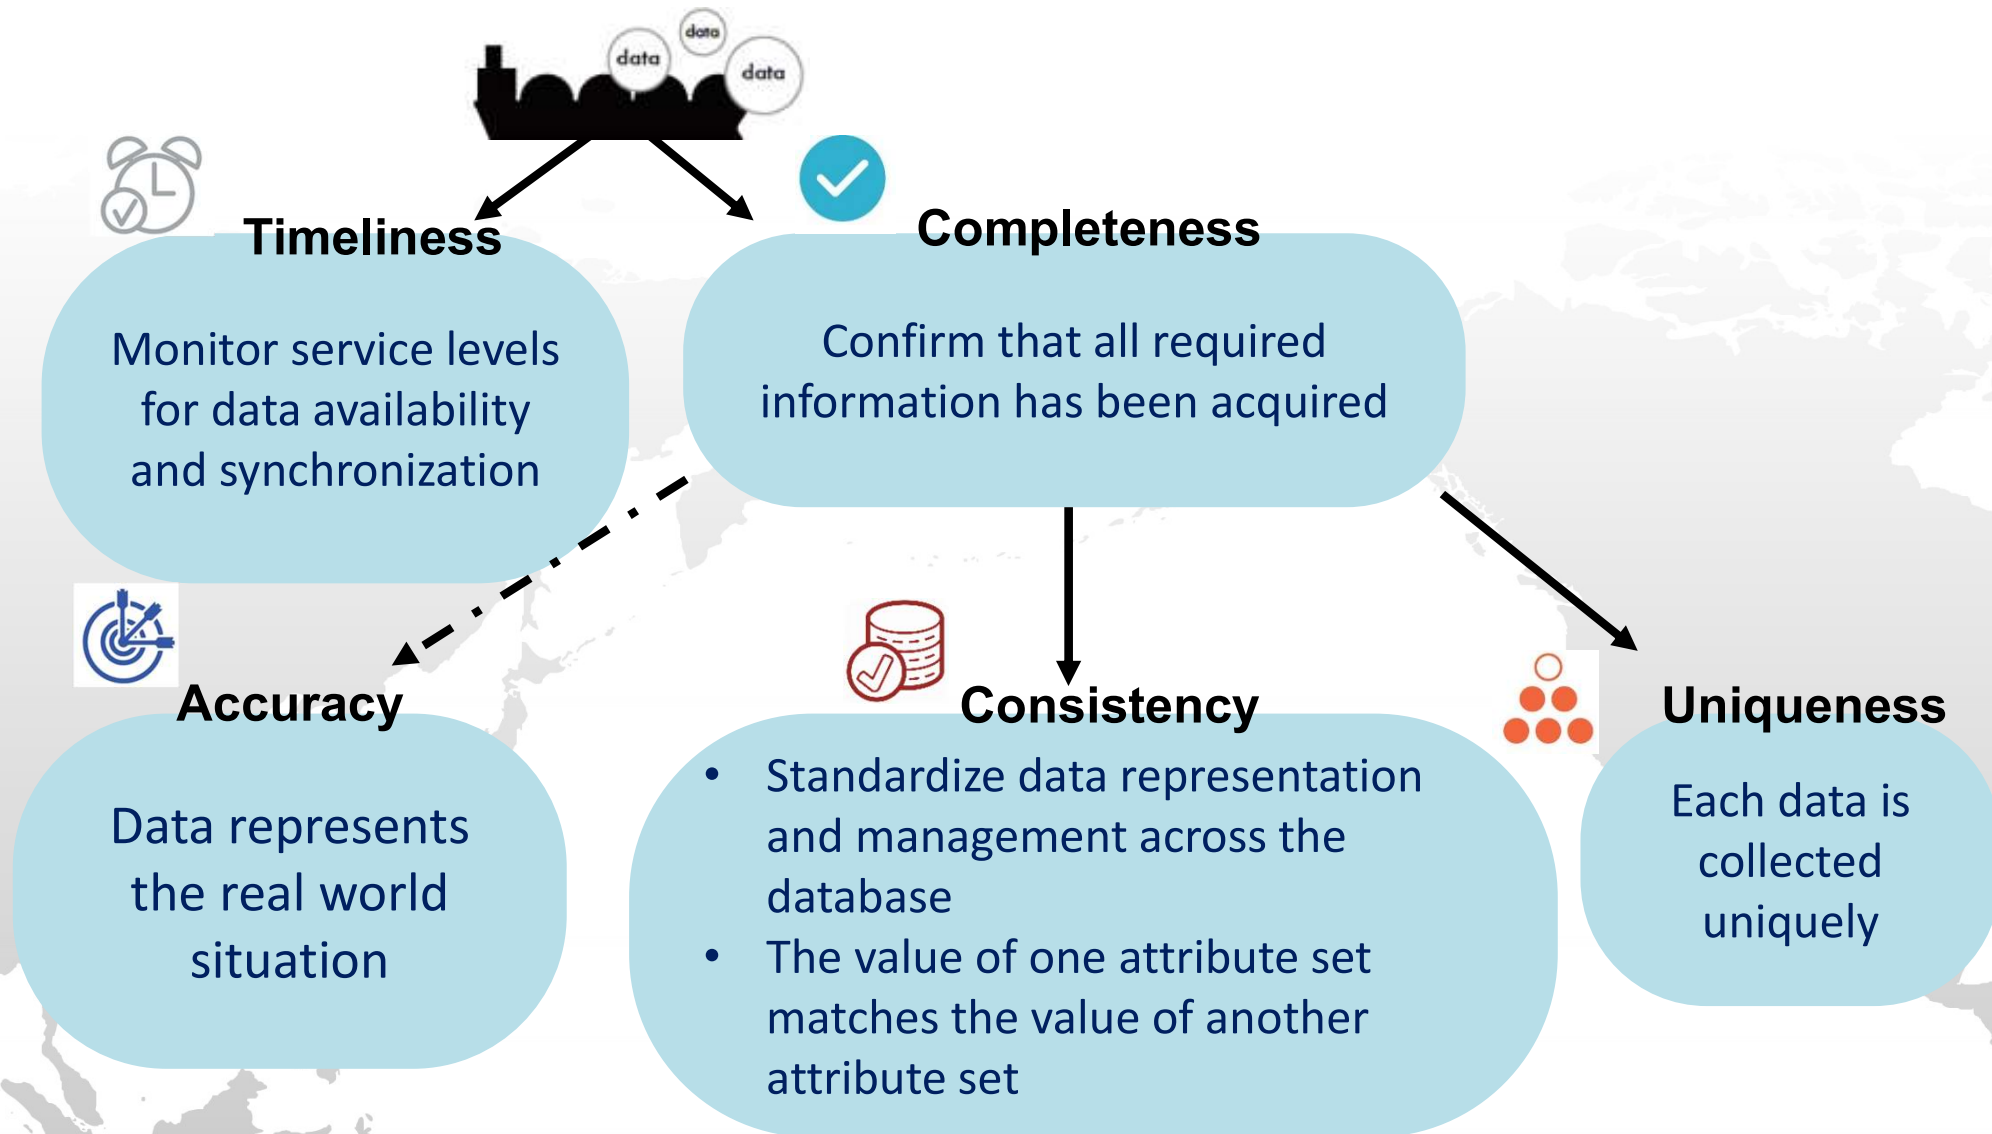 data
data
data
Timeliness
Monitor service levels
for data availability
and synchronization
Completeness
Confirm that all required
information has been acquired
Accuracy
Data represents
the real world
situation
Consistency
• Standardize data representation
and management across the
database
• The value of one attribute set
matches the value of another
attribute set
Uniqueness
Each data is
collected
uniquely